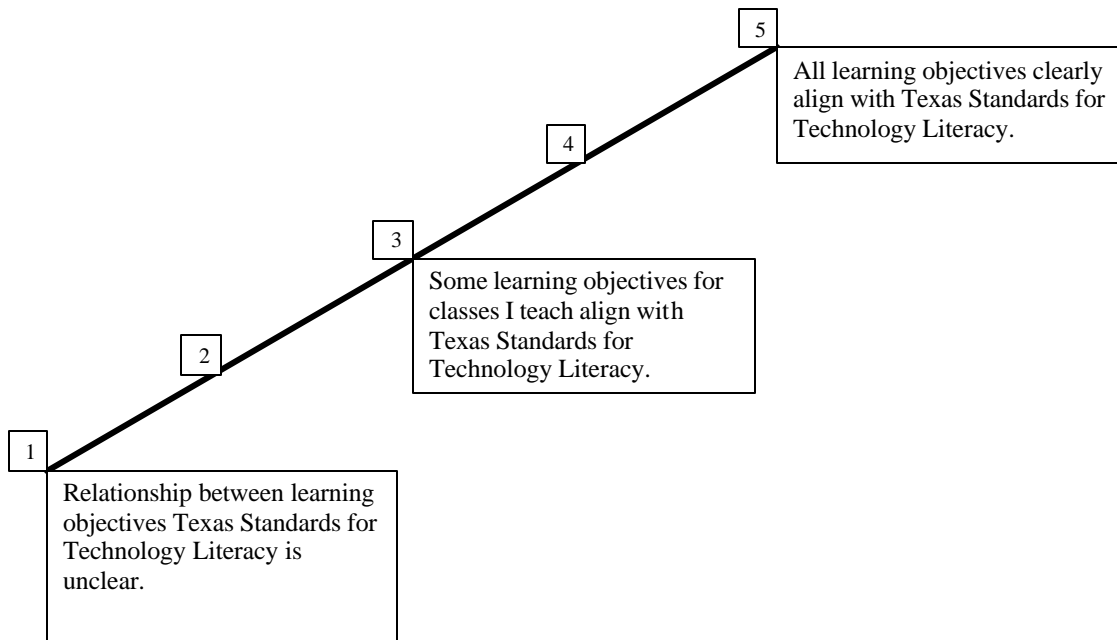 5
All learning objectives clearly
align with Texas Standards for
Technology Literacy.
4
3
Some learning objectives for
classes I teach align with
Texas Standards for
Technology Literacy.
2
1
Relationship between learning
objectives Texas Standards for
Technology Literacy is
unclear.